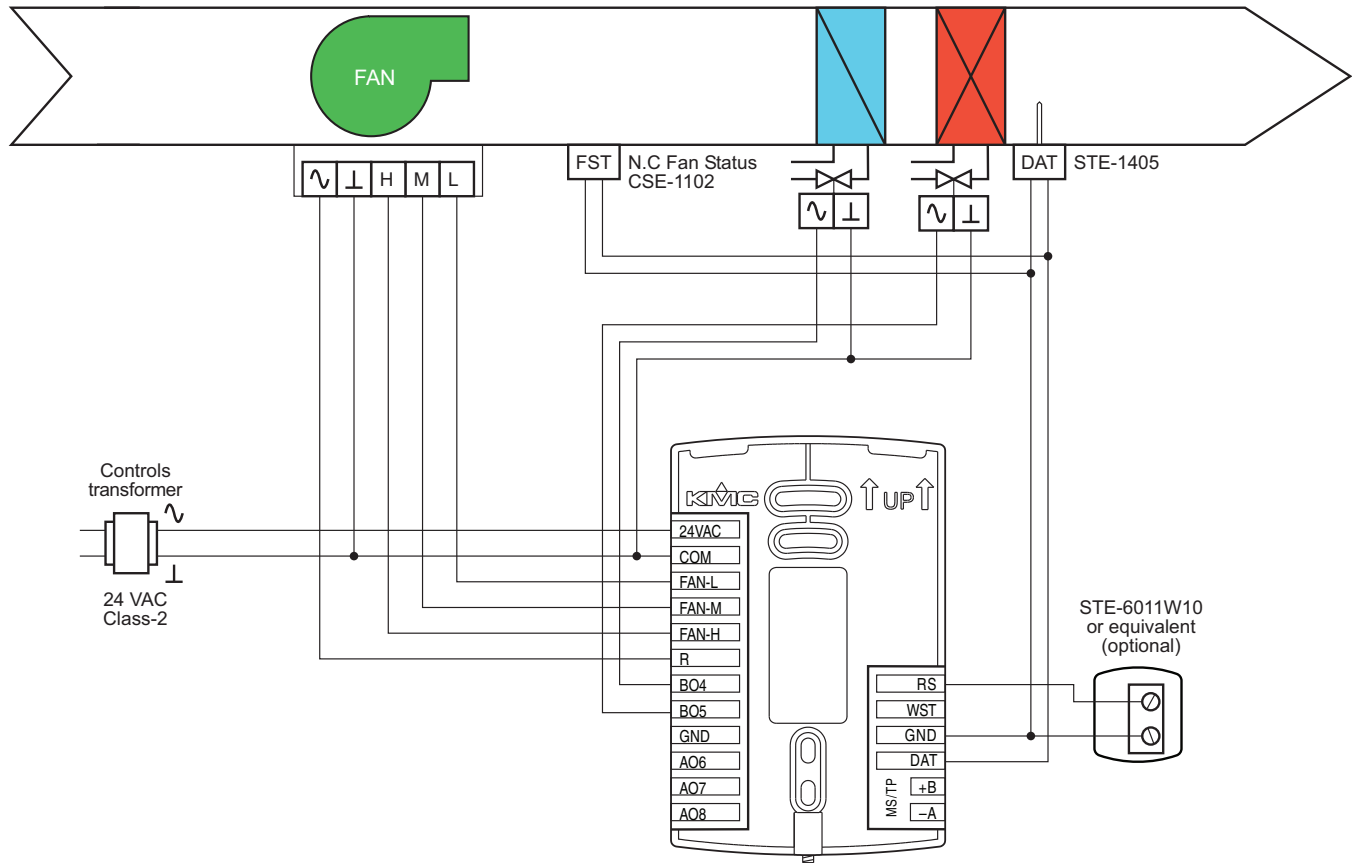 FAN
H M L
FST
N.C Fan Status
CSE-1102
DAT
STE-1405
Controls
transformer
24 VAC
Class-2
KMC
UP
24VAC
COM
FAN-L
FAN-M
FAN-H
R
BO4
BO5
GND
AO6
AO7
AO8
RS
WST
GND
DAT
MS/TP
+B
–A
STE-6011W10
or equivalent
(optional)